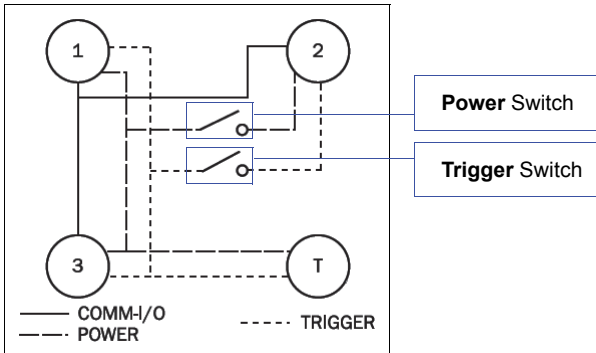 1
2
Power Switch
Trigger Switch
3
T
COMM-I/O
POWER
TRIGGER